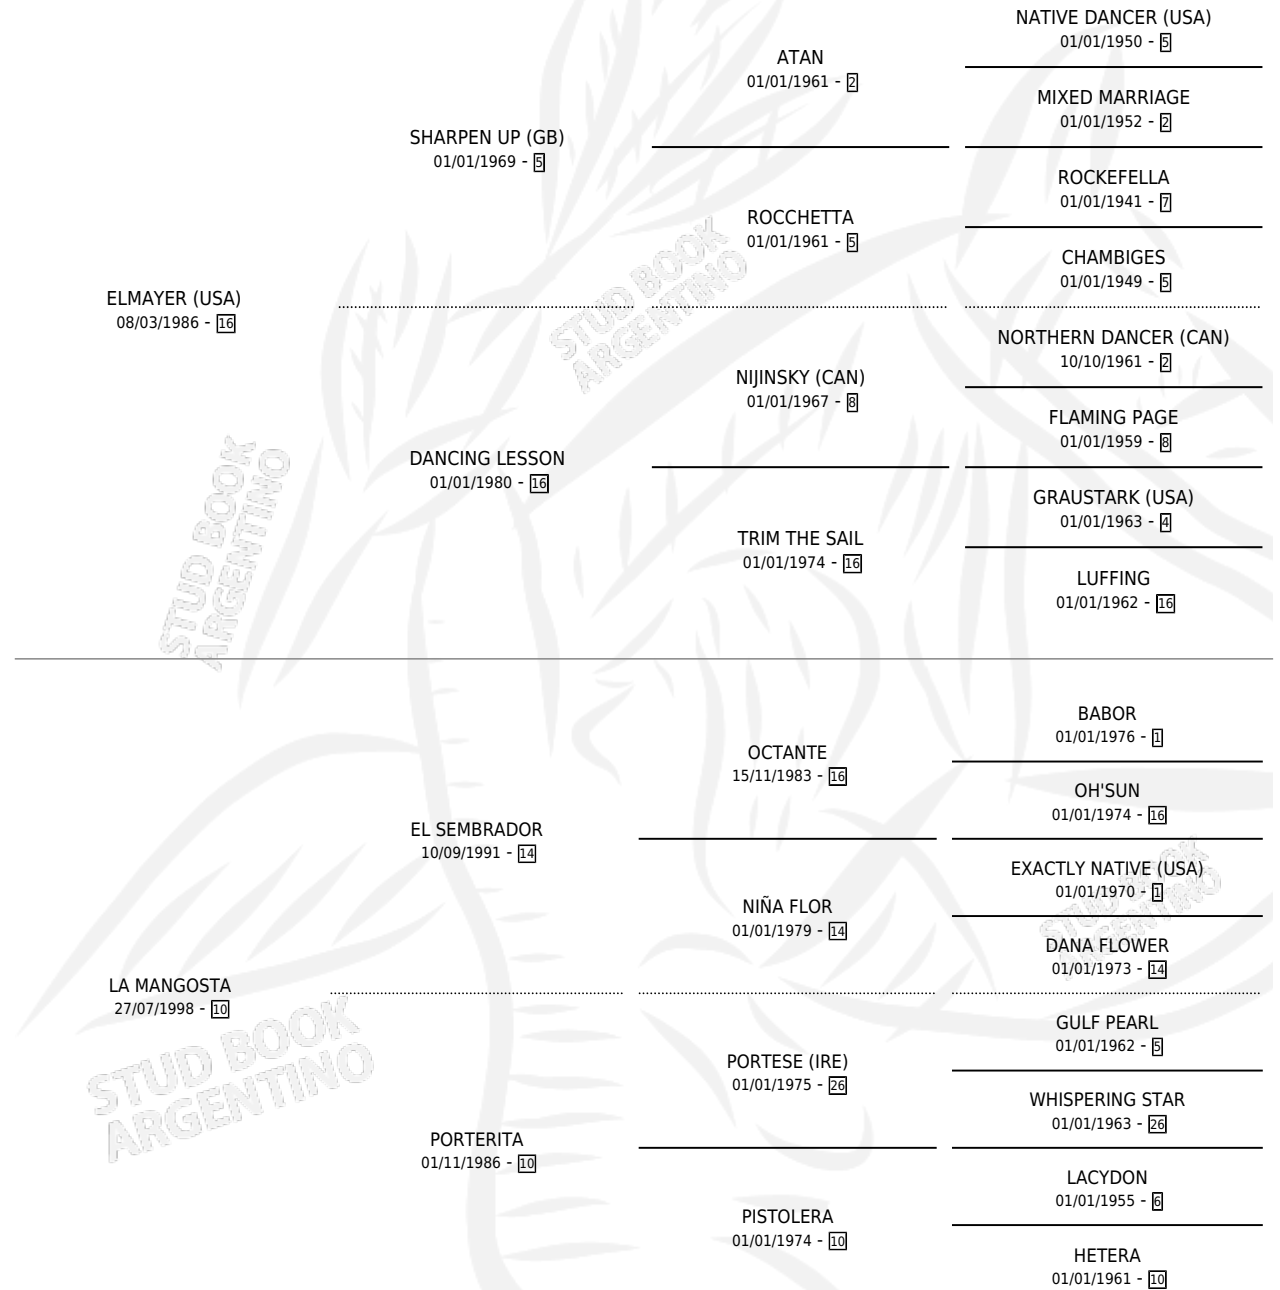 NATIVE DANCER (USA)
01/01/1950 - 5
ATAN
01/01/1961 - 2
MIXED MARRIAGE
01/01/1952 - 2
SHARPEN UP (GB)
01/01/1969 - 5
ROCKEFELLA
01/01/1941 - 7
ROCCHETTA
01/01/1961 - 5
CHAMBIGES
01/01/1949 - 5
STUD BOOK
ARGENTINO
ELMAYER (USA)
08/03/1986 - 16
NORTHERN DANCER (CAN)
10/10/1961 - 2
NIJINSKY (CAN)
01/01/1967 - 8
FLAMING PAGE
01/01/1959 - 8
DANCING LESSON
01/01/1980 - 16
GRAUSTARK (USA)
01/01/1963 - 4
TRIM THE SAIL
01/01/1974 - 16
LUFFING
01/01/1962 - 16
STUD BOOK
ARGENTINO
BABOR
01/01/1976 - 1
OCTANTE
15/11/1983 - 16
OH'SUN
01/01/1974 - 16
EL SEMBRADOR
10/09/1991 - 14
EXACTLY NATIVE (USA)
01/01/1970 - 1
NIÑA FLOR
01/01/1979 - 14
DANA FLOWER
01/01/1973 - 14
STUD BOOK
ARGENTINO
LA MANGOSTA
27/07/1998 - 10
GULF PEARL
01/01/1962 - 5
PORTESE (IRE)
01/01/1975 - 26
WHISPERING STAR
01/01/1963 - 26
STUD BOOK
ARGENTINO
PORTERITA
01/11/1986 - 10
LACYDON
01/01/1955 - 6
PISTOLERA
01/01/1974 - 10
HETERA
01/01/1961 - 10